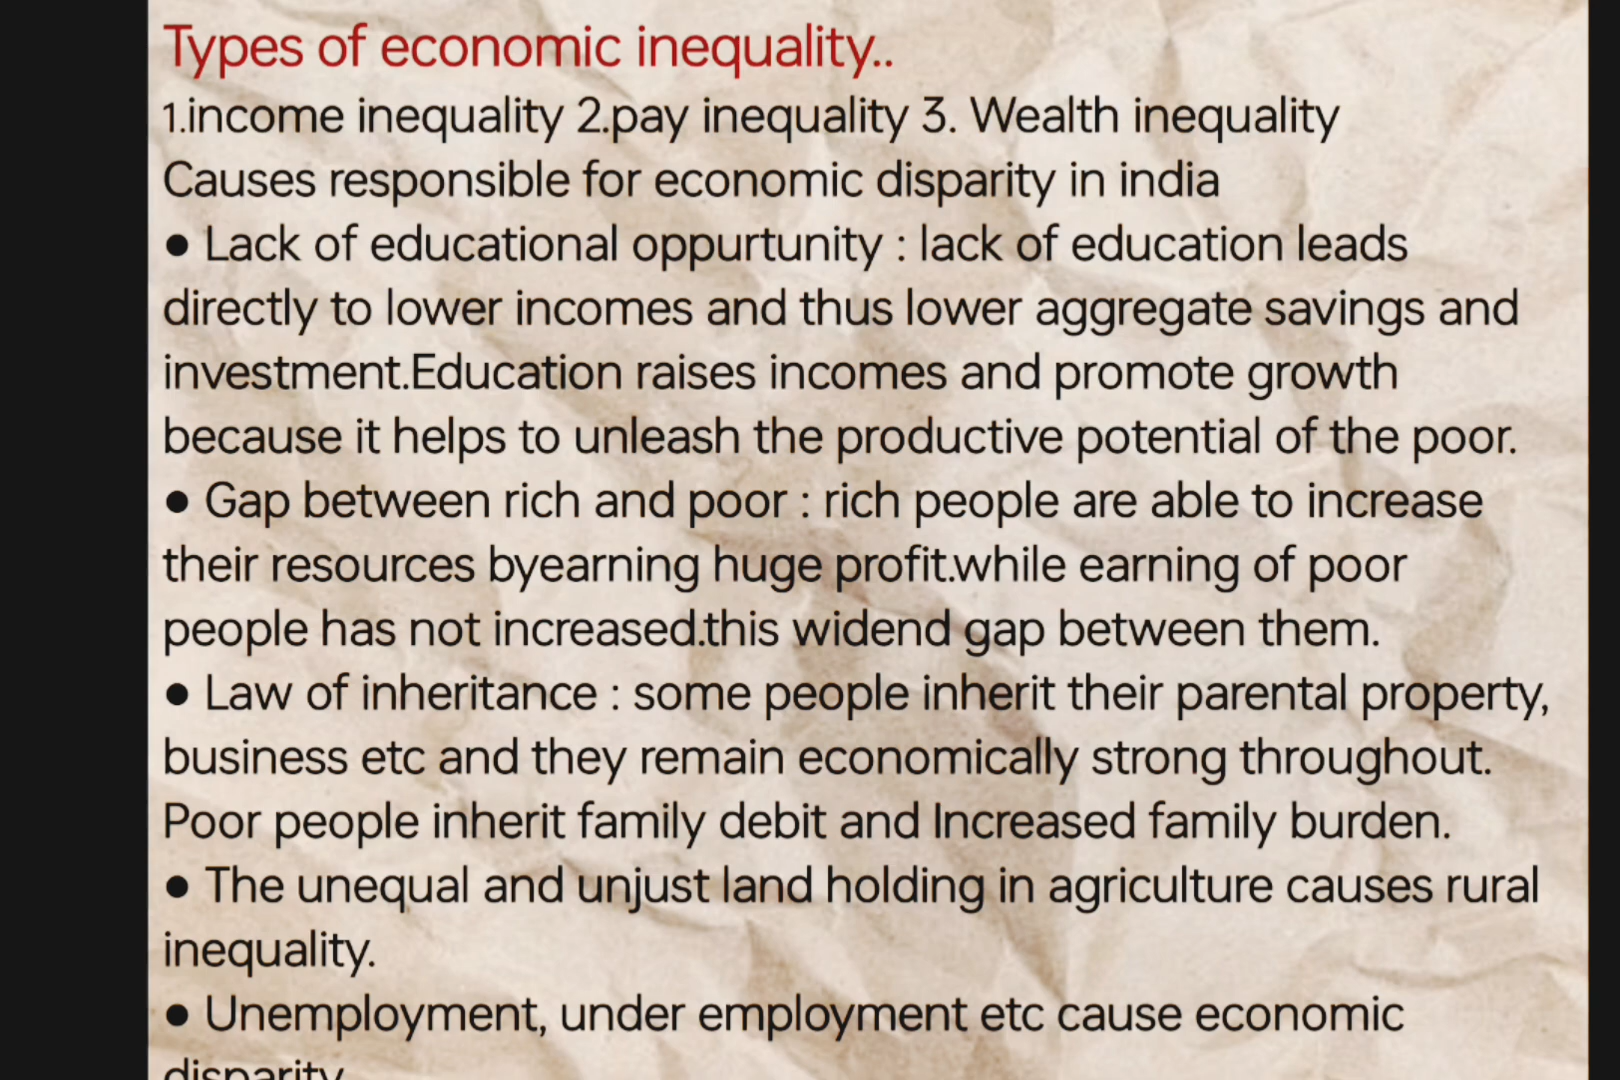 Types of economic inequality..
1.income inequality 2.pay inequality 3. Wealth inequality
Causes responsible for economic disparity in india
● Lack of educational oppurtunity : lack of education leads
directly to lower incomes and thus lower aggregate savings and
investment.Education raises incomes and promote growth
because it helps to unleash the productive potential of the poor.
● Gap between rich and poor : rich people are able to increase
their resources byearning huge profit.while earning of poor
people has not increased.this widend gap between them.
● Law of inheritance : some people inherit their parental property,
business etc and they remain economically strong throughout.
Poor people inherit family debit and Increased family burden.
● The unequal and unjust land holding in agriculture causes rural
inequality.
● Unemployment, under employment etc cause economic
disparity